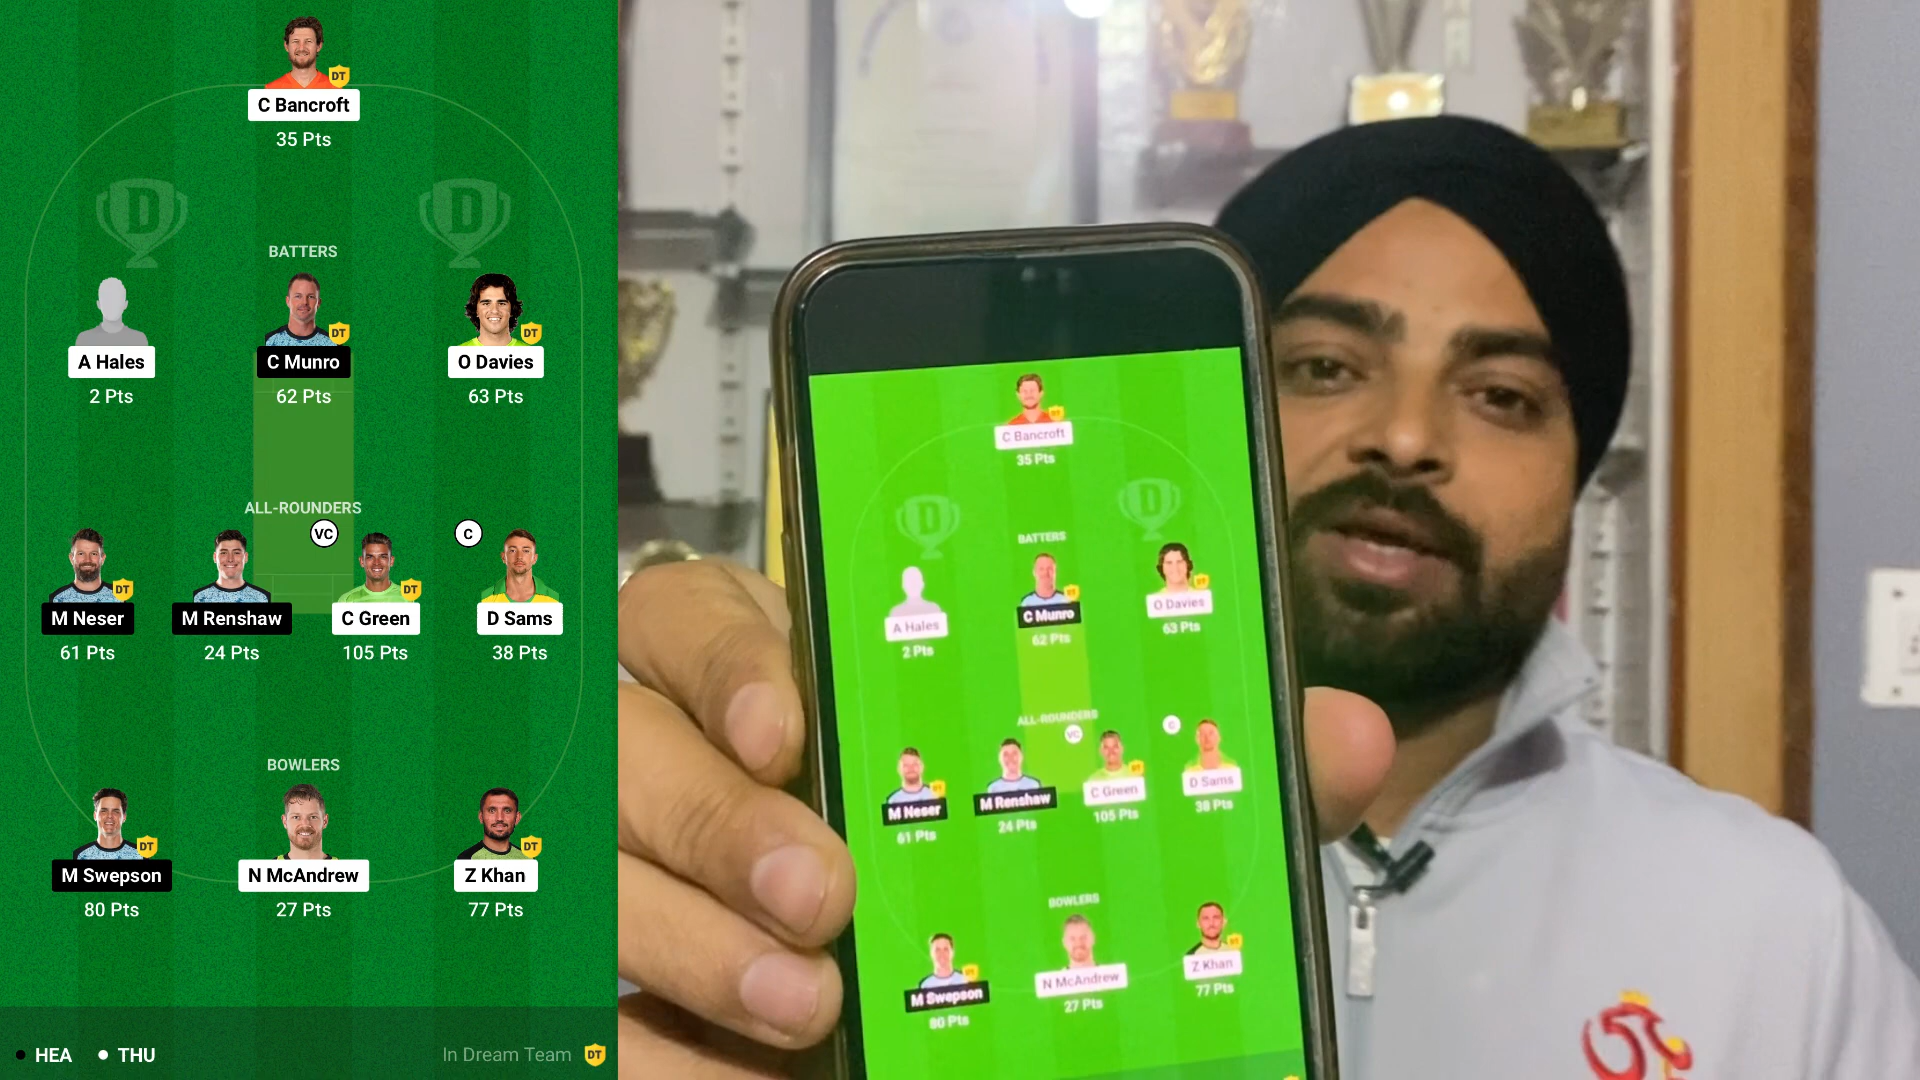 DT
C Bancroft
35 Pts
D
D
BATTERS
DT
DT
A Hales
C Munro
O Davies
2 Pts
62 Pts
63 Pts
ALL-ROUNDERS
VC
C
DT
DT
M Neser
M Renshaw
C Green
D Sams
61 Pts
24 Pts
105 Pts
38 Pts
BOWLERS
DT
DT
M Swepson
N McAndrew
Z Khan
80 Pts
27 Pts
77 Pts
HEA
THU
In Dream Team
DT
C Bancroft
35 Pts
D
D
BATTERS
A Hales
C Munro
O Davies
2 Pts
62 Pts
63 Pts
ALL-ROUNDERS
VC
C
M Neser
M Renshaw
C Green
D Sams
61 Pts
24 Pts
105 Pts
38 Pts
BOWLERS
M Swepson
N McAndrew
Z Khan
80 Pts
27 Pts
77 Pts